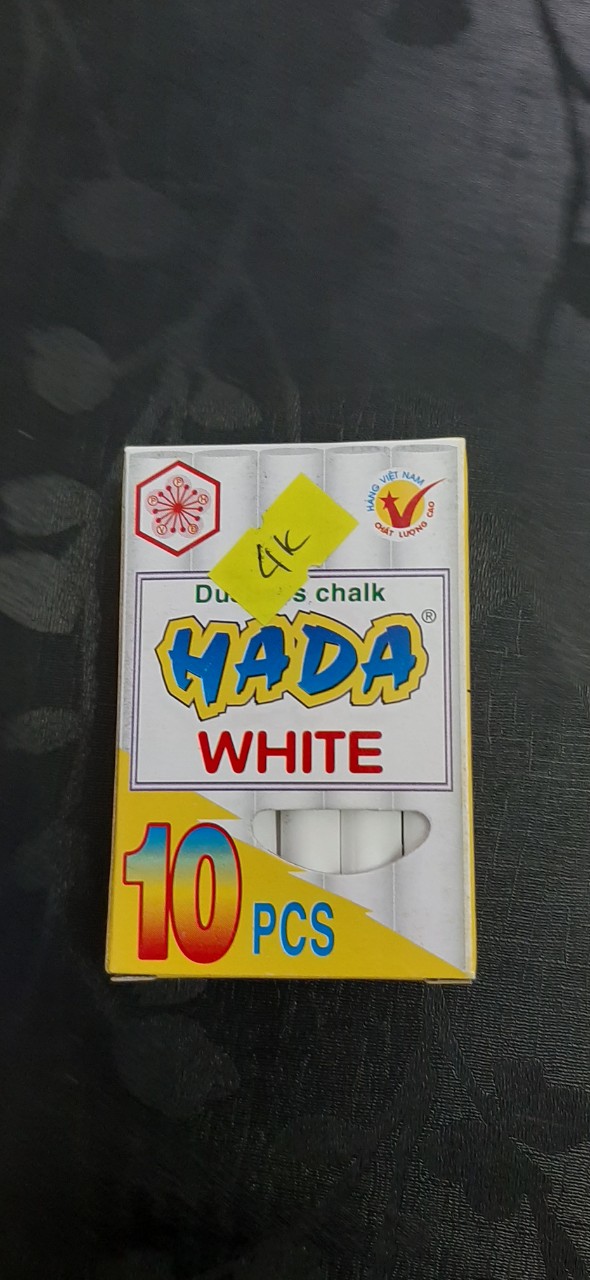 HÀNG VIỆT NAM
CHẤT LƯỢNG CAO
4K
chalk
HADA®
WHITE
10 PCS